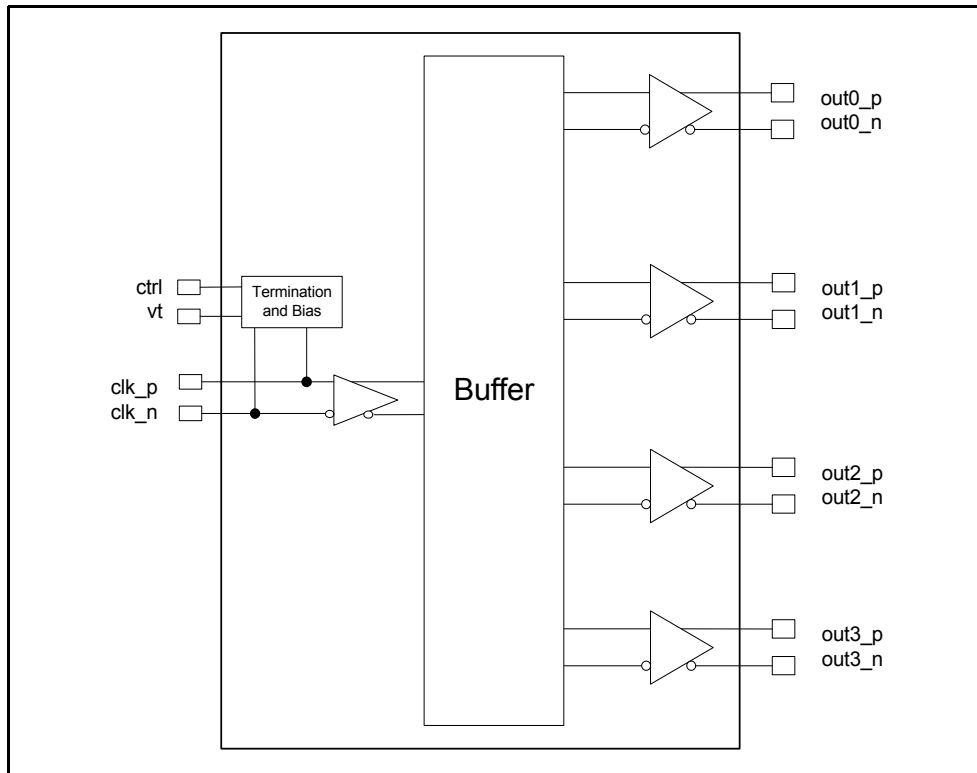 out0_p
out0_n
ctrl
vt
Termination
and Bias
out1_p
out1_n
clk_p
clk_n
Buffer
out2_p
out2_n
out3_p
out3_n